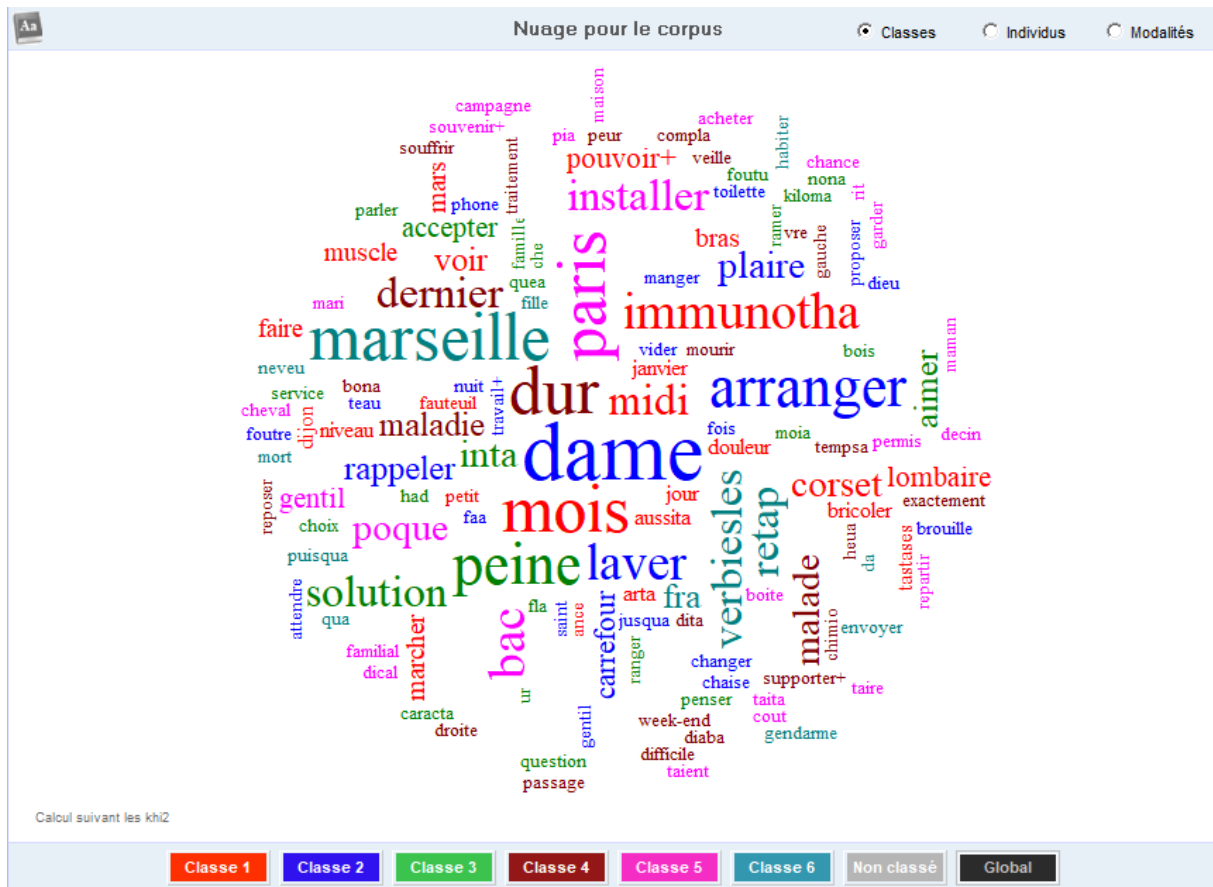 Aa
Nuage pour le corpus
Classes Individus Modalités
maison
campagne
souvenir+
acheter
pia peur compla
souffrir
traitement
habiter
pouvoir+ veille
chance
mars
foutu nona
installer toilette kiloma rit
phone
parler
accepter
famille
che
ramer vre
gauche
garder
paris
bras
proposer
muscle voir
plaire
manger
dieu
quea
dernier
fille
mari
immunotha
faire marseille
maman
vider mourir
bois
neveu
janvier
aimer
service bona nuit
dur midi arranger
teau fauteuil travail+
cheval
dijon
foutre niveau maladie
fois moia
decin
dame douleur tempsa permis
mort
inta
rappeler
verbiesles
retap
corset lombaire
reposer
gentil had petit
jour
exactement
mois aussita
bricoler
choix poque faa
brouille
heua
da
tastases
repartir
puisqua
peine laver
malade
attendre
solution
arta fra boite
chimio
qua
bac
fla saint
ance
carrefour
jusqua dita
envoyer
marcher
familial
dical
ranger
changer
chaise supporter+ taire
ur
penser taita
caracta
droite
gentil
week-end cout
diaba gendarme
difficile
question
taient
passage
Calcul suivant les khi2
Classe 1 Classe 2 Classe 3 Classe 4 Classe 5 Classe 6 Non classé Global